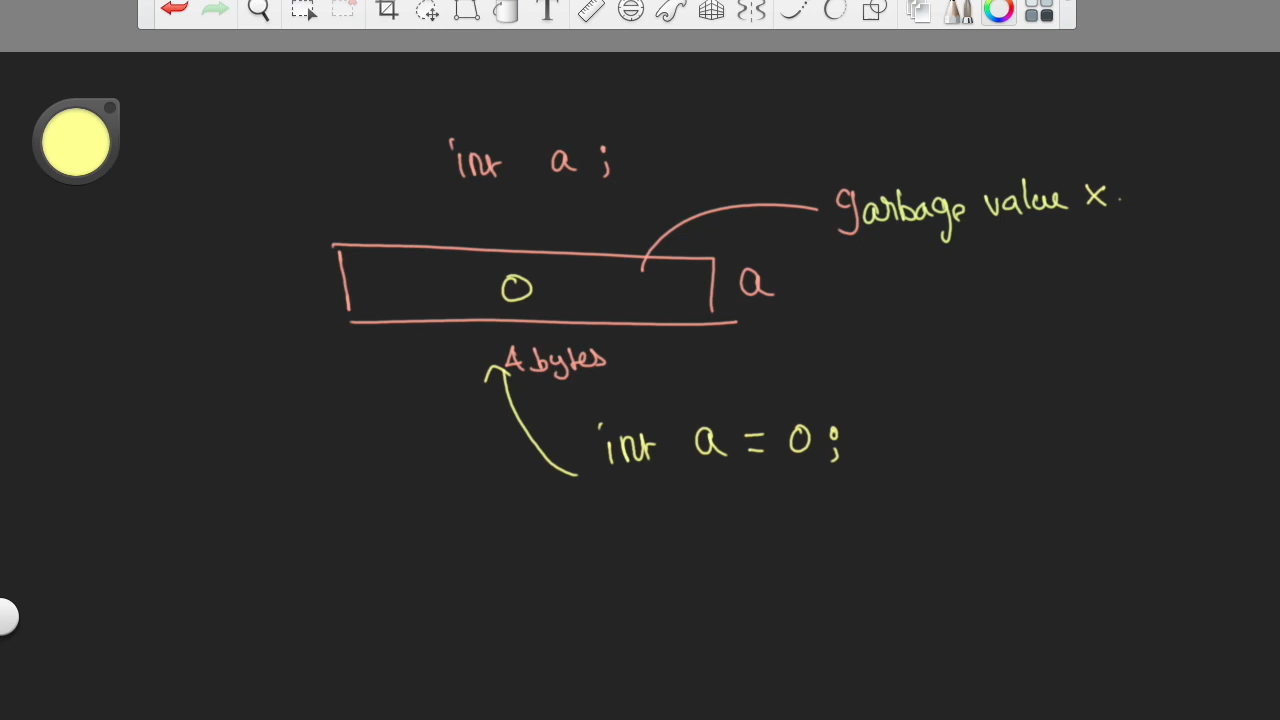 int a ;
garbage value x.
0
a
4 bytes
int a = 0 ;